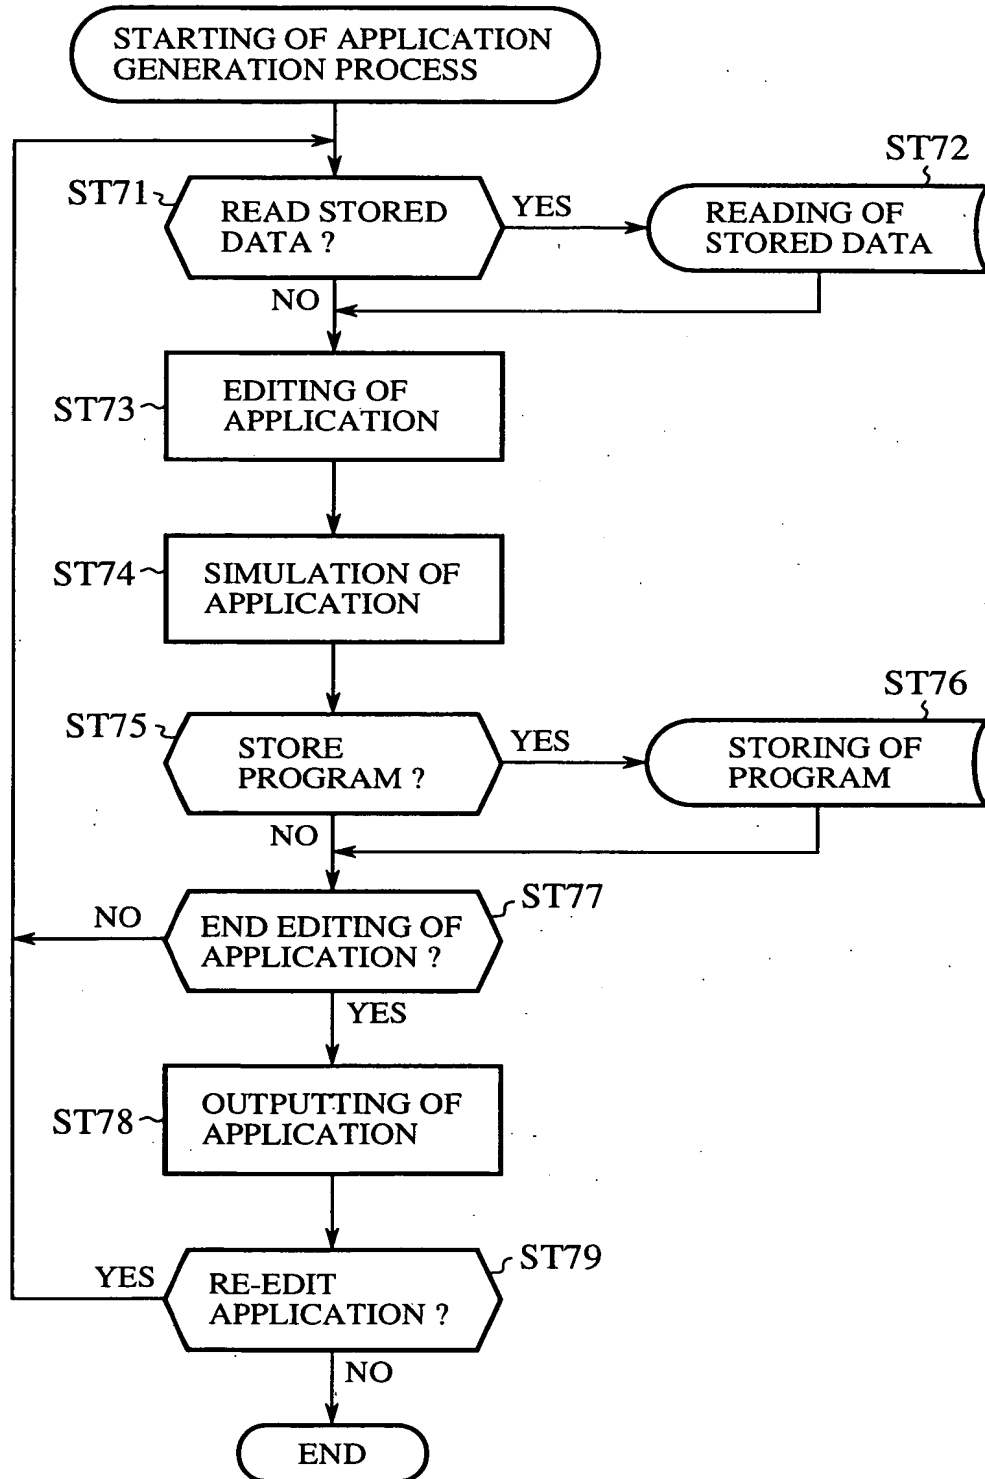 STARTING OF APPLICATION
GENERATION PROCESS
ST71
READ STORED
DATA ?
YES
ST72
READING OF
STORED DATA
NO
ST73
EDITING OF
APPLICATION
ST74
SIMULATION OF
APPLICATION
ST75
STORE
PROGRAM ?
YES
ST76
STORING OF
PROGRAM
NO
ST77
END EDITING OF
APPLICATION ?
NO
YES
ST78
OUTPUTTING OF
APPLICATION
ST79
RE-EDIT
APPLICATION ?
YES
NO
END